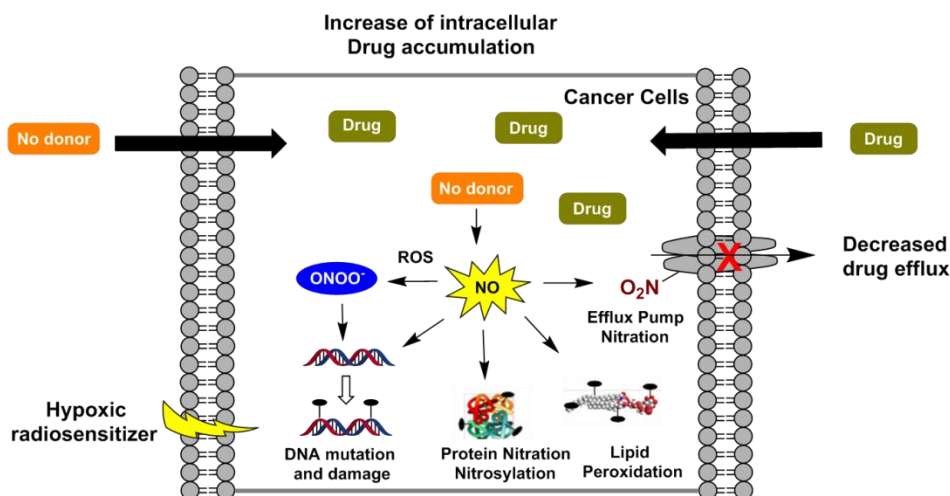 Increase of intracellular
Drug accumulation
Cancer Cells
No donor
Drug
Drug
Drug
No donor
Drug
Decreased
drug efflux
ROS
ONOO⁻
NO
O₂N
Efflux Pump
Nitration
X
Hypoxic
radiosensitizer
DNA mutation
and damage
Protein Nitration
Nitrosylation
Lipid
Peroxidation